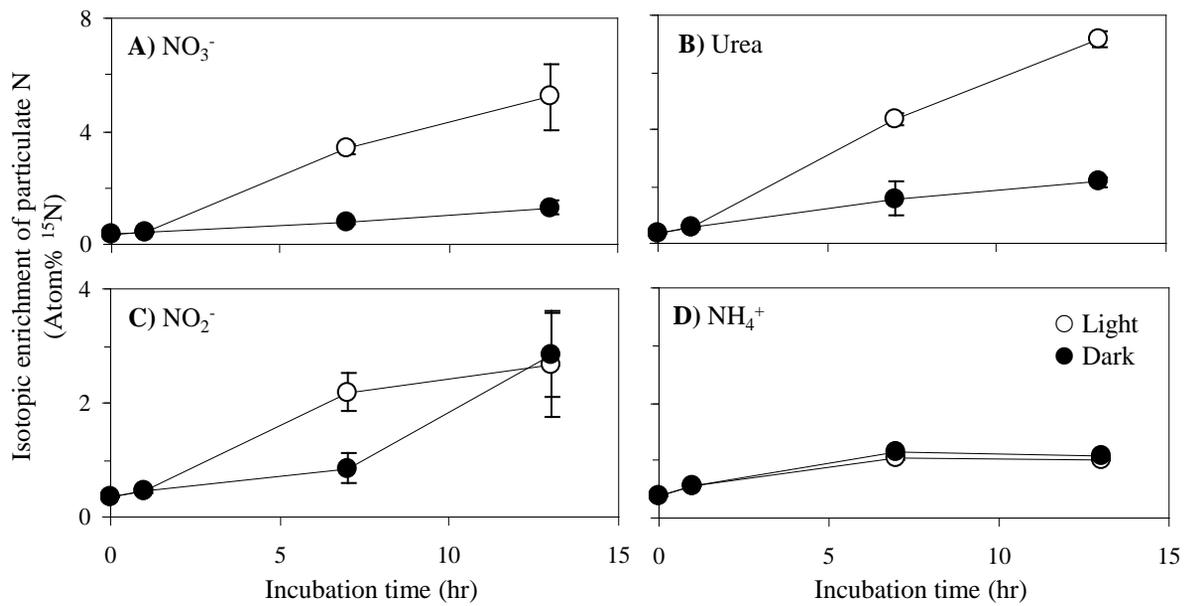 Isotopic enrichment of particulate N
(Atom% ¹⁵N)
8
4
0
A) NO₃⁻
B) Urea
4
2
0
C) NO₂⁻
D) NH₄⁺
Light
Dark
0 5 10 15
0 5 10 15
Incubation time (hr)
Incubation time (hr)